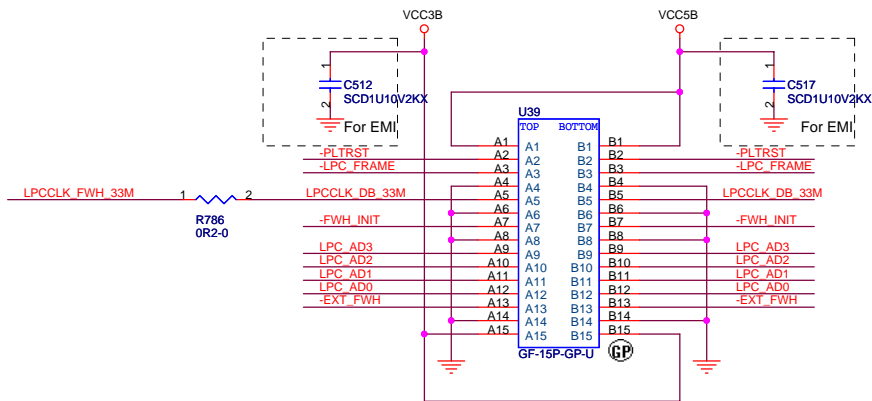 VCC3B VCC5B
1 C512 2 SCD1U10V2KX
For EMI
1 C517 2 SCD1U10V2KX
For EMI
U39
TOP BOTTOM
A1 A1 B1 B1
-PLTRST A2 A2 B2 B2 -PLTRST
-LPC_FRAME A3 A3 B3 B3 -LPC_FRAME
A4 A4 B4 B4
LPCCLK_FWH_33M 1 2 LPCCLK_DB_33M A5 A5 B5 B5 LPCCLK_DB_33M
R786
0R2-0
A6 A6 B6 B6
-FWH_INIT A7 A7 B7 B7 -FWH_INIT
A8 A8 B8 B8
LPC_AD3 A9 A9 B9 B9 LPC_AD3
LPC_AD2 A10 A10 B10 B10 LPC_AD2
LPC_AD1 A11 A11 B11 B11 LPC_AD1
LPC_AD0 A12 A12 B12 B12 LPC_AD0
-EXT_FWH A13 A13 B13 B13 -EXT_FWH
A14 A14 B14 B14
A15 A15 B15 B15
GF-15P-GP-U GP